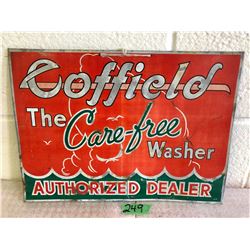 Coffield
The
Care-free
Washer
AUTHORIZED DEALER
249